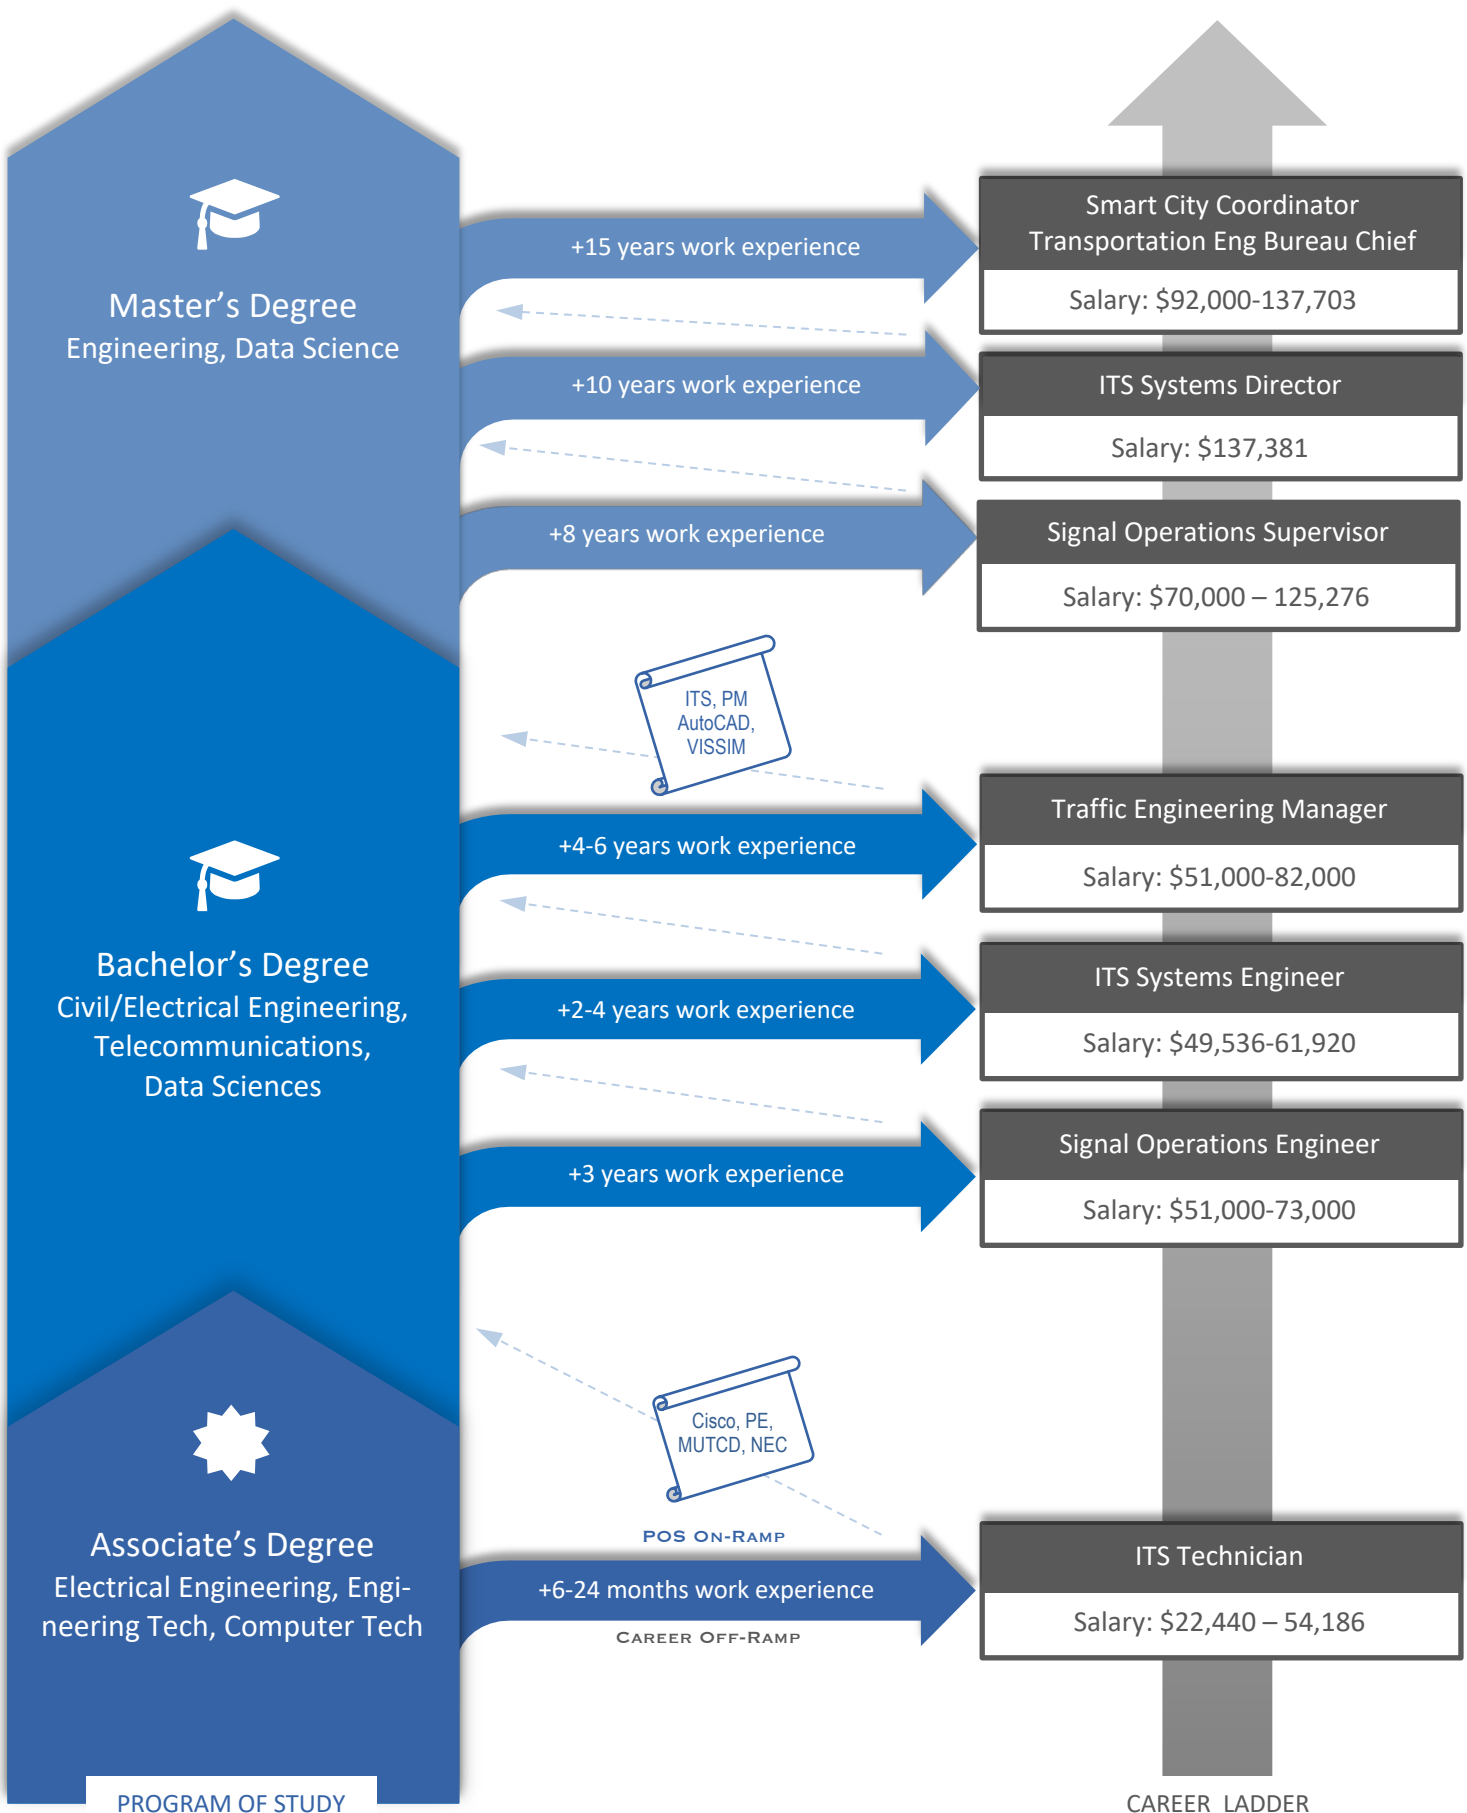 Master's Degree
Engineering, Data Science
+15 years work experience
Smart City Coordinator
Transportation Eng Bureau Chief
Salary: $92,000-137,703
+10 years work experience
ITS Systems Director
Salary: $137,381
+8 years work experience
Signal Operations Supervisor
Salary: $70,000 – 125,276
ITS, PM
AutoCAD,
VISSIM
Bachelor's Degree
Civil/Electrical Engineering,
Telecommunications,
Data Sciences
+4-6 years work experience
Traffic Engineering Manager
Salary: $51,000-82,000
+2-4 years work experience
ITS Systems Engineer
Salary: $49,536-61,920
+3 years work experience
Signal Operations Engineer
Salary: $51,000-73,000
Cisco, PE,
MUTCD, NEC
Associate's Degree
Electrical Engineering, Engi-
neering Tech, Computer Tech
POS On-Ramp
+6-24 months work experience
Career Off-Ramp
ITS Technician
Salary: $22,440 – 54,186
PROGRAM OF STUDY
CAREER LADDER